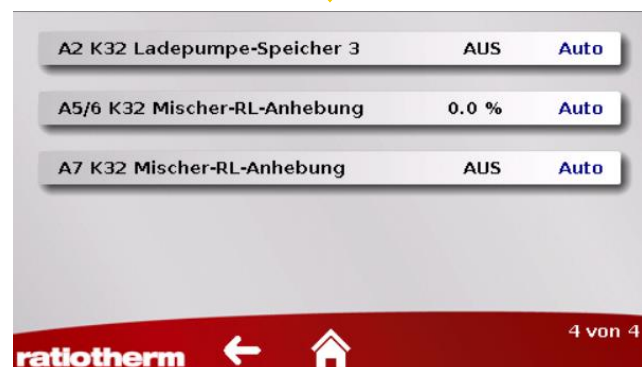 A2 K32 Ladepumpe-Speicher 3 AUS Auto
A5/6 K32 Mischer-RL-Anhebung 0.0 % Auto
A7 K32 Mischer-RL-Anhebung AUS Auto
4 von 4
ratiotherm